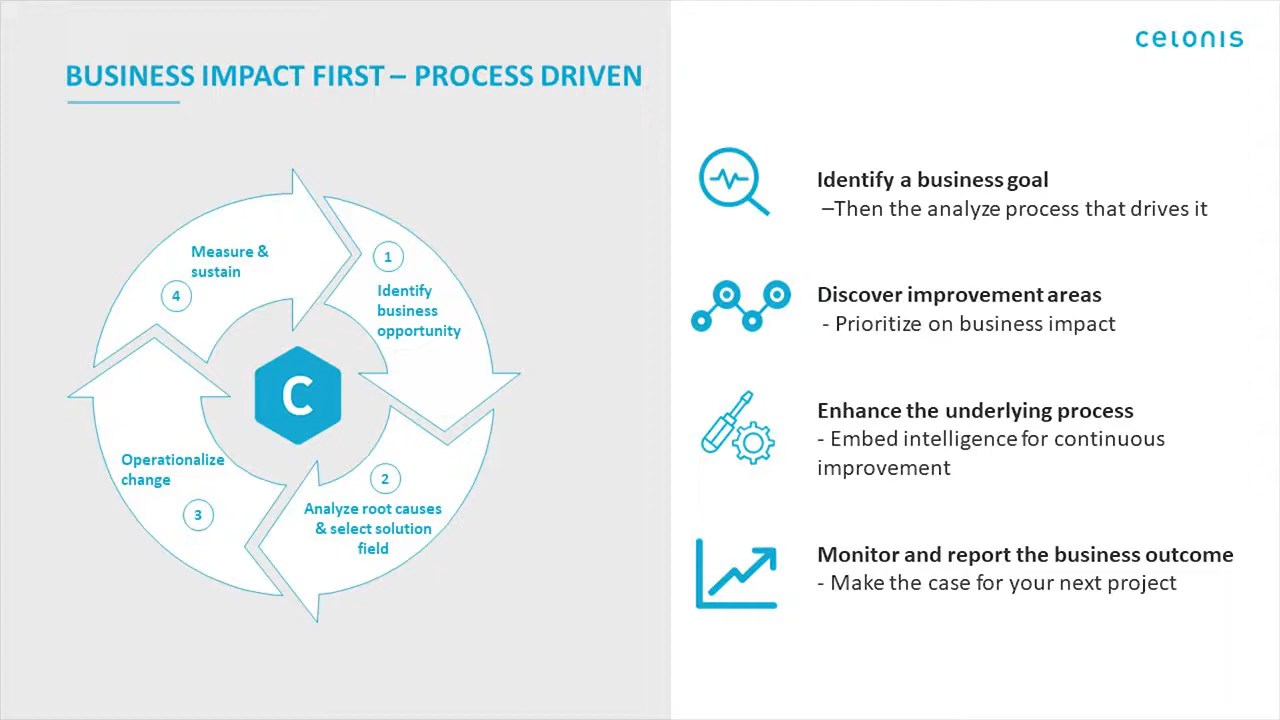 celonis
BUSINESS IMPACT FIRST – PROCESS DRIVEN
1
Identify
business
opportunity
2
Analyze root causes
& select solution
field
3
Operationalize
change
4
Measure &
sustain
C
Identify a business goal
–Then the analyze process that drives it
Discover improvement areas
- Prioritize on business impact
Enhance the underlying process
- Embed intelligence for continuous
improvement
Monitor and report the business outcome
- Make the case for your next project